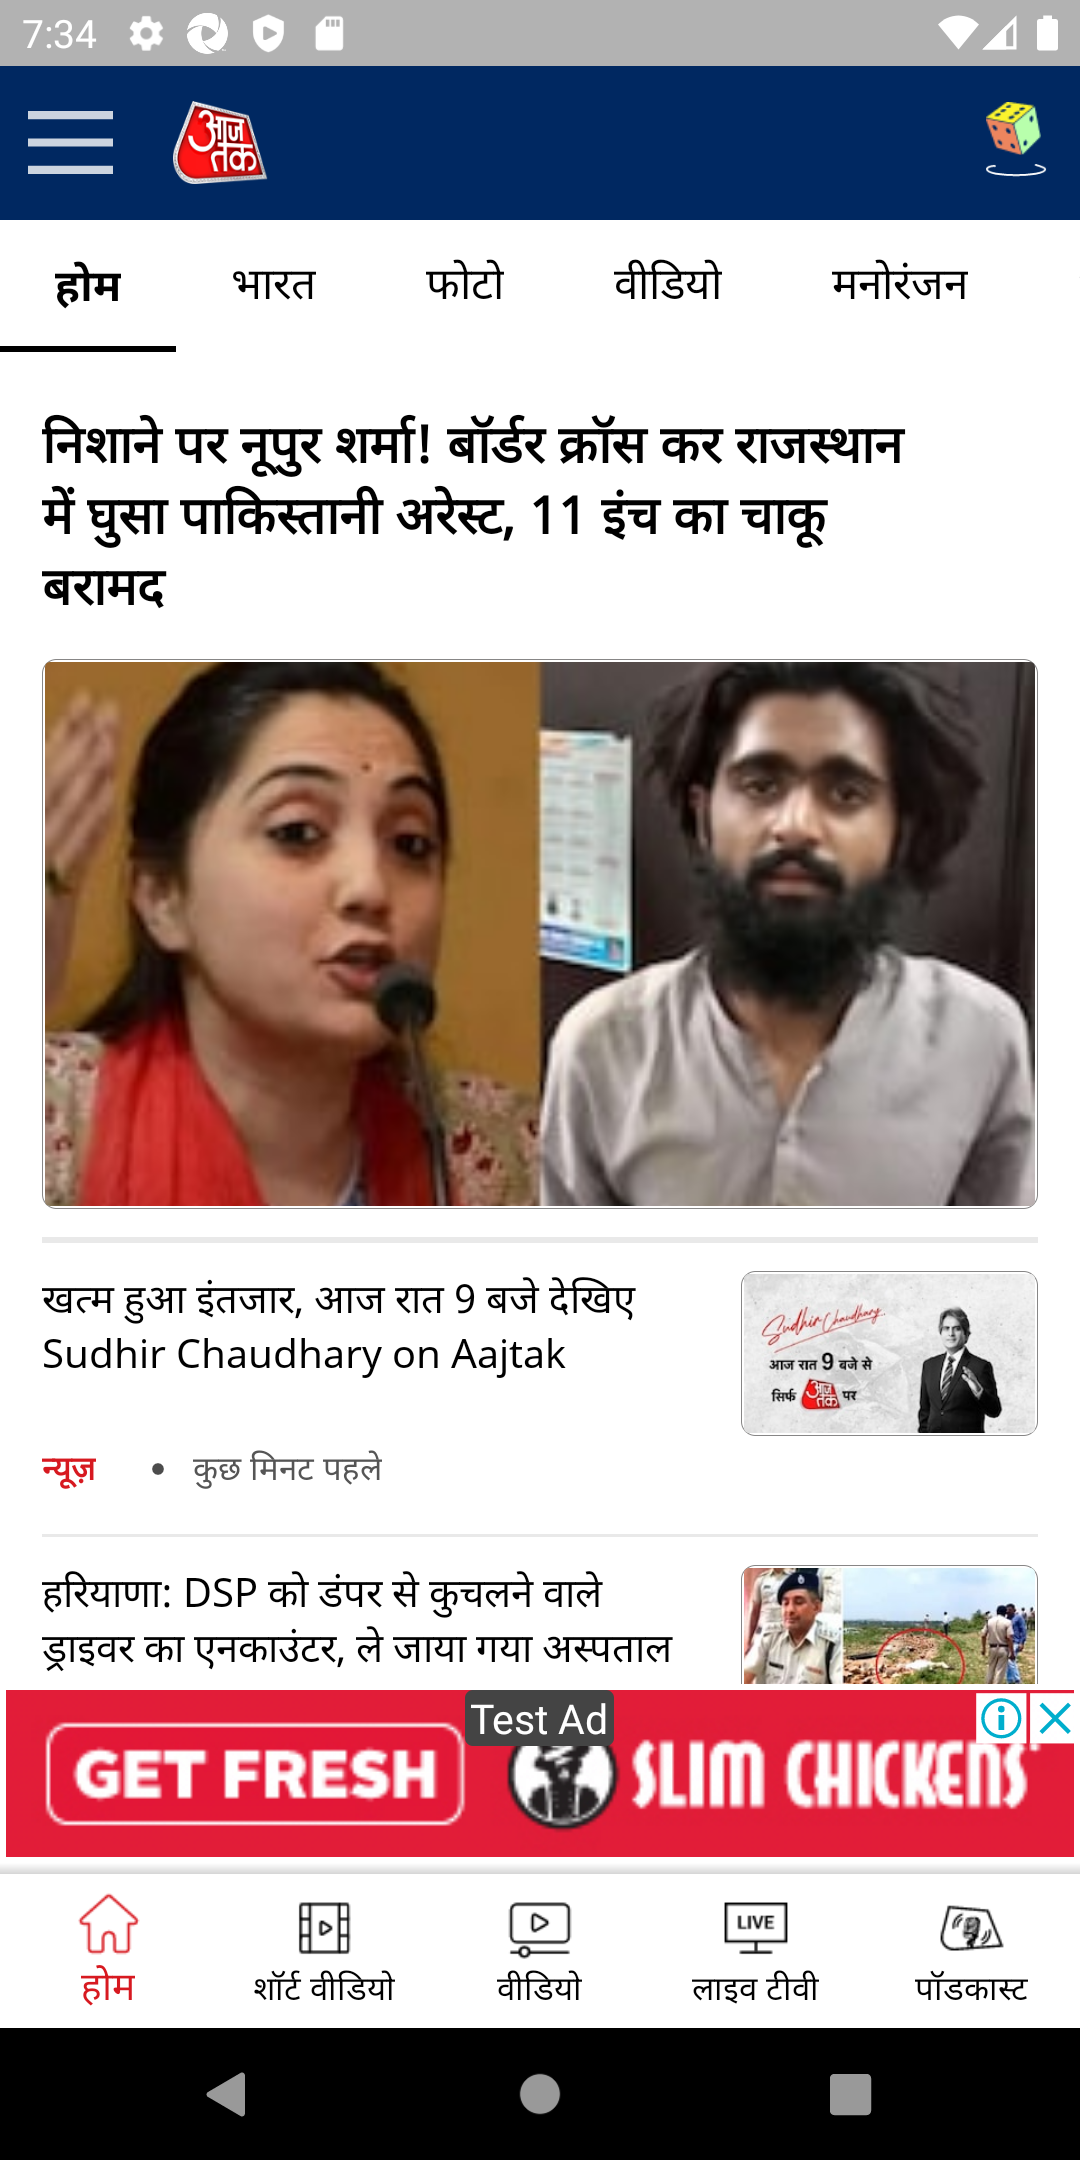 7:34
आज
तक
होम भारत फोटो वीडियो मनोरंजन
निशाने पर नूपुर शर्मा! बॉर्डर क्रॉस कर राजस्थान
में घुसा पाकिस्तानी अरेस्ट, 11 इंच का चाकू
बरामद
खत्म हुआ इंतजार, आज रात 9 बजे देखिए
Sudhir Chaudhary on Aajtak
Sudhir Chaudhary..
आज रात 9 बजे से
सिर्फ आज तक पर
न्यूज़ • कुछ मिनट पहले
हरियाणा: DSP को डंपर से कुचलने वाले
ड्राइवर का एनकाउंटर, ले जाया गया अस्पताल
Test Ad
GET FRESH SLIM CHICKENS
LIVE
होम शॉर्ट वीडियो वीडियो लाइव टीवी पॉडकास्ट